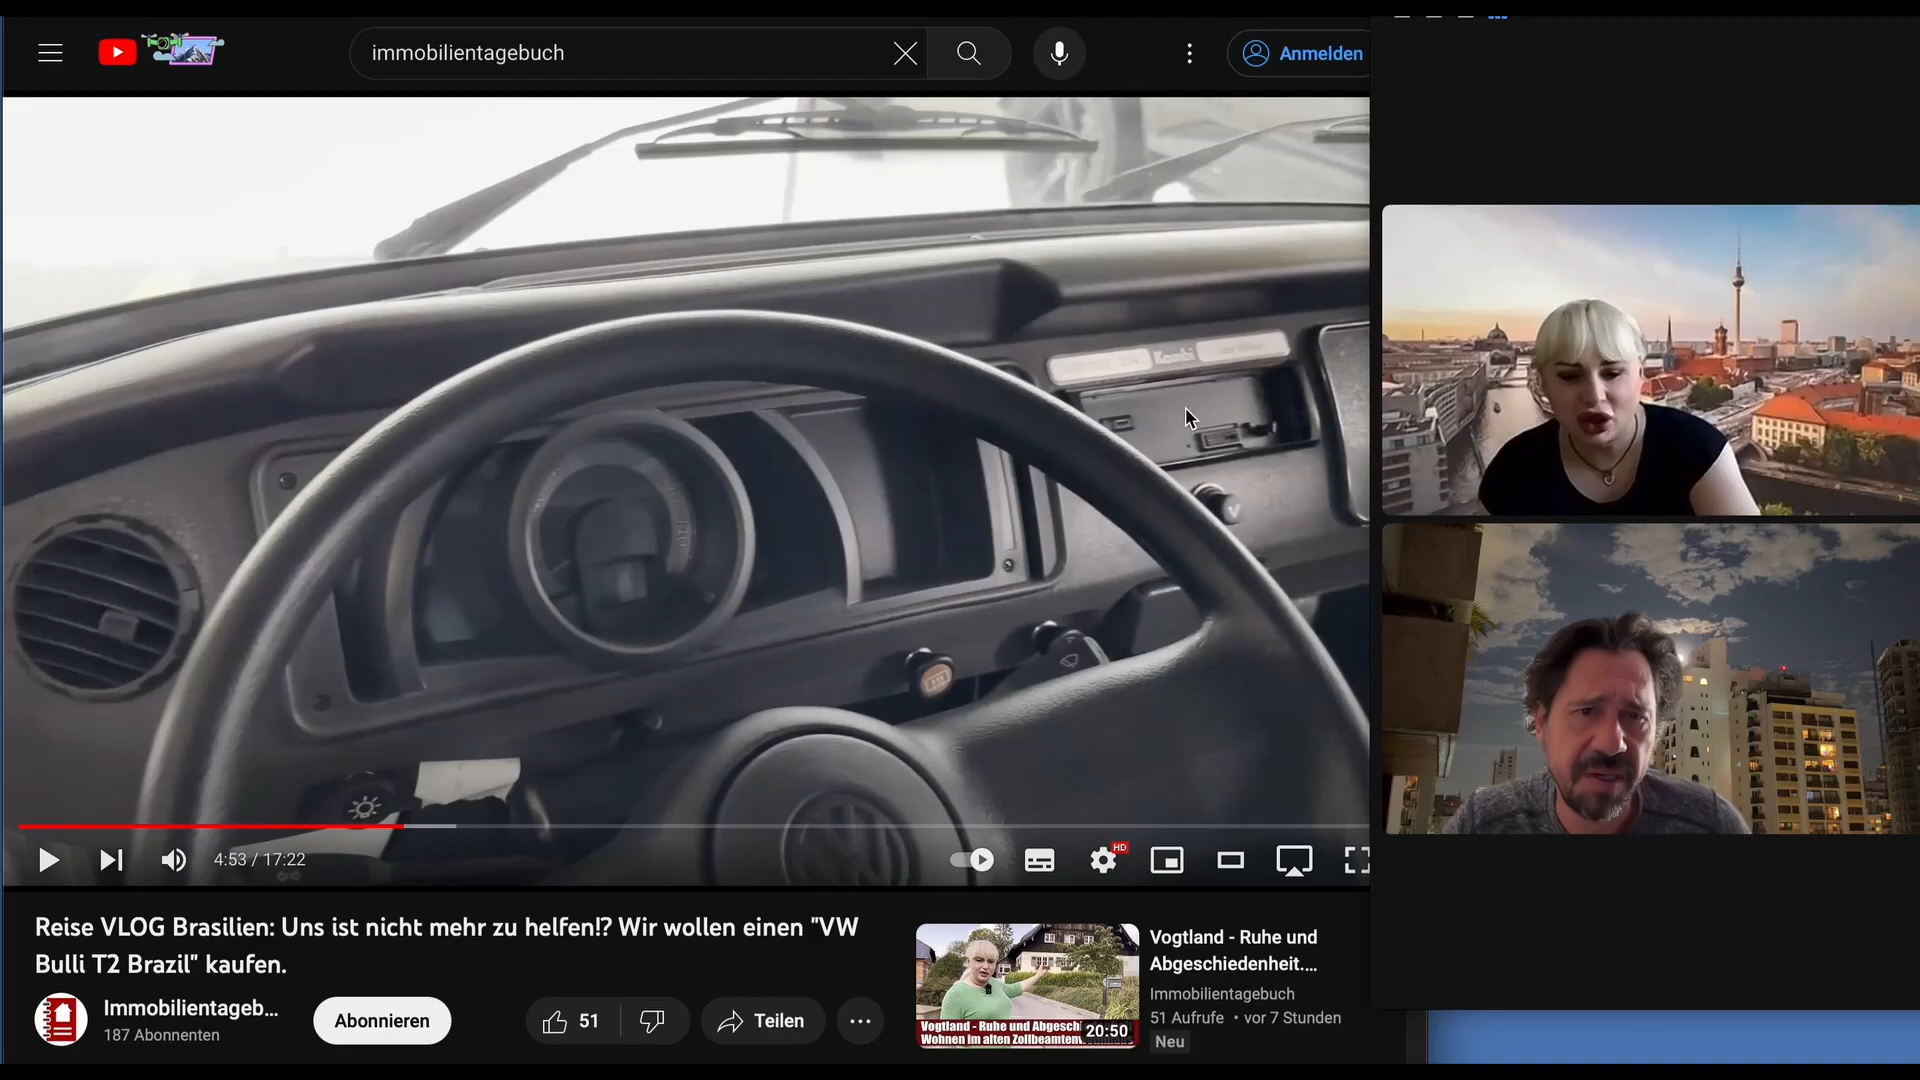 immobilientagebuch
Anmelden
Kombi
4:53 / 17:22
HD
Reise VLOG Brasilien: Uns ist nicht mehr zu helfen!? Wir wollen einen "VW
Bulli T2 Brazil" kaufen.
Immobilientageb...
187 Abonnenten
Abonnieren
51
Teilen
Vogtland - Ruhe und Abgesch
Wohnen im alten Zollbeamten
20:50
Vogtland - Ruhe und
Abgeschiedenheit....
Immobilientagebuch
51 Aufrufe • vor 7 Stunden
Neu